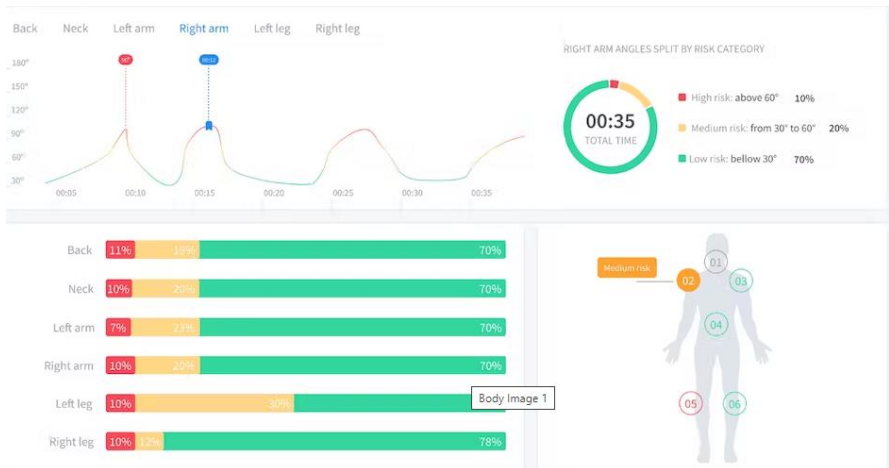 Back Neck Left arm Right arm Left leg Right leg
RIGHT ARM ANGLES SPLIT BY RISK CATEGORY
180°
150°
120°
90°
60°
30°
00:12
00:05 00:10 00:15 00:20 00:25 00:30 00:35
00:35
TOTAL TIME
High risk: above 60° 10%
Medium risk: from 30° to 60° 20%
Low risk: bellow 30° 70%
Back 11% 19% 70%
Neck 10% 20% 70%
Left arm 7% 23% 70%
Right arm 10% 20% 70%
Left leg 10% 30%
Right leg 10% 12% 78%
Body Image 1
Medium risk
01
02
03
04
05
06